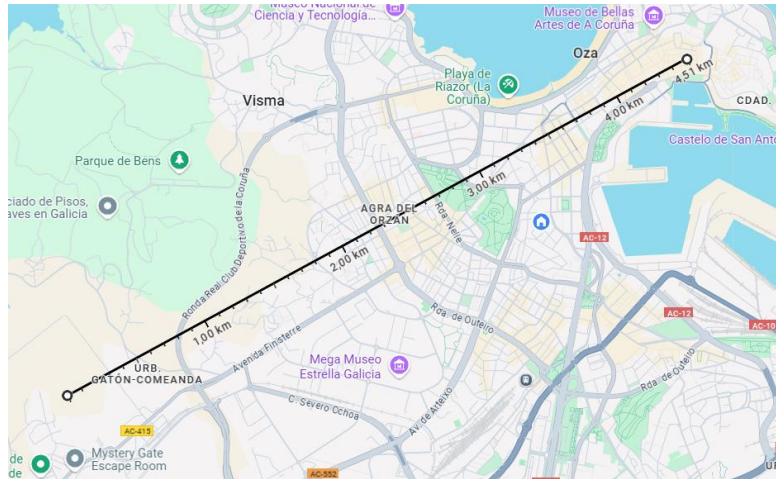 Museo Nacional de
Ciencia y Tecnología...
Museo de Bellas
Artes de A Coruña
Oza
4,51 km
Playa de
Riazor (La
Coruña)
4,00 km
CDAD.
Visma
Castelo de San Anto
Parque de Bens
3,00 km
ciado de Pisos,
aves en Galicia
AGRA DEL
ORZÁN
Rda. Nelle
AC-12
Ronda Real Club Deportivo de la Coruña
2,00 km
1,00 km
Rda. de Outeiro
AC-12
AC-10
Avenida Finisterre
Mega Museo
Estrella Galicia
Rda. de Outeiro
URB.
GATÓN-COMEANDA
C. Severo Ochoa
Av. de Arteixo
AC-415
Mystery Gate
Escape Room
de
de
AC-552